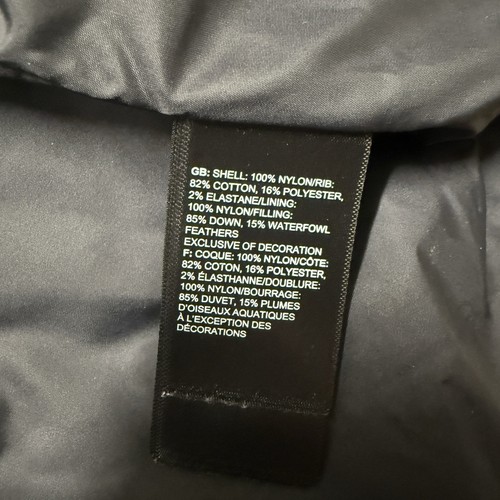 GB: SHELL: 100% NYLON/RIB:
82% COTTON, 16% POLYESTER,
2% ELASTANE/LINING:
100% NYLON/FILLING:
85% DOWN, 15% WATERFOWL
FEATHERS
EXCLUSIVE OF DECORATION
F: COQUE: 100% NYLON/CÔTE:
82% COTON, 16% POLYESTER,
2% ÉLASTHANNE/DOUBLURE:
100% NYLON/BOURRAGE:
85% DUVET, 15% PLUMES
D'OISEAUX AQUATIQUES
À L'EXCEPTION DES
DÉCORATIONS